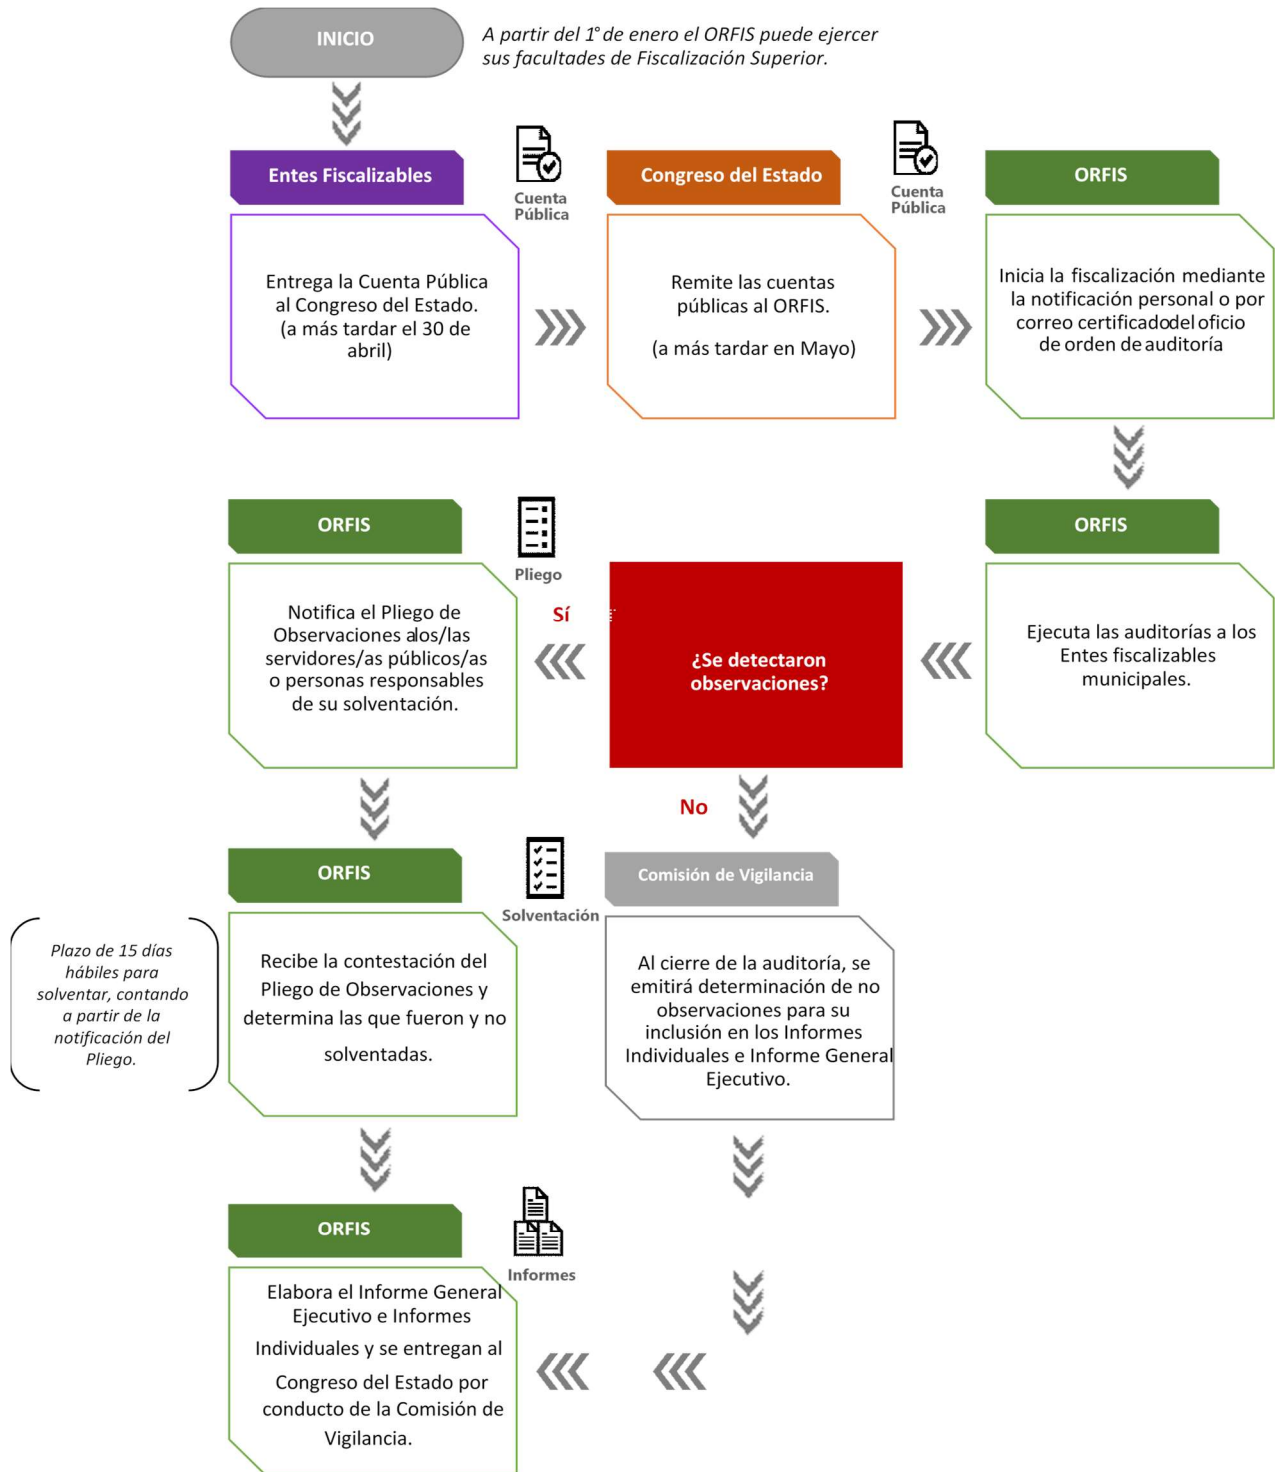 INICIO
A partir del 1° de enero el ORFIS puede ejercer
sus facultades de Fiscalización Superior.
Entes Fiscalizables
Cuenta
Pública
Congreso del Estado
Cuenta
Pública
ORFIS
Entrega la Cuenta Pública
al Congreso del Estado.
(a más tardar el 30 de
abril)
Remite las cuentas
públicas al ORFIS.
(a más tardar en Mayo)
Inicia la fiscalización mediante
la notificación personal o por
correo certificadodel oficio
de orden de auditoría
ORFIS
Pliego
ORFIS
Notifica el Pliego de
Observaciones alos/las
servidores/as públicos/as
o personas responsables
de su solventación.
Sí
¿Se detectaron
observaciones?
Ejecuta las auditorías a los
Entes fiscalizables
municipales.
No
ORFIS
Solventación
Comisión de Vigilancia
Plazo de 15 días
hábiles para
solventar, contando
a partir de la
notificación del
Pliego.
Recibe la contestación del
Pliego de Observaciones y
determina las que fueron y no
solventadas.
Al cierre de la auditoría, se
emitirá determinación de no
observaciones para su
inclusión en los Informes
Individuales e Informe General
Ejecutivo.
ORFIS
Informes
Elabora el Informe General
Ejecutivo e Informes
Individuales y se entregan al
Congreso del Estado por
conducto de la Comisión de
Vigilancia.